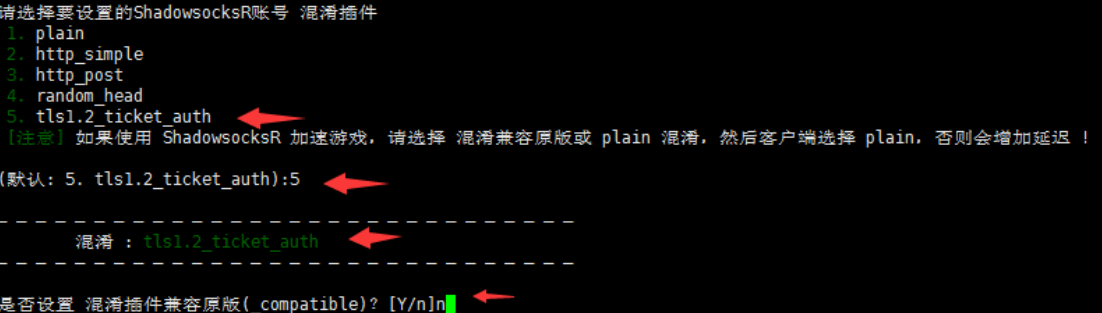 请选择要设置的ShadowsocksR账号 混淆插件
1. plain
2. http_simple
3. http_post
4. random_head
5. tls1.2_ticket_auth
[注意] 如果使用 ShadowsocksR 加速游戏，请选择 混淆兼容原版或 plain 混淆，然后客户端选择 plain，否则会增加延迟 !
(默认: 5. tls1.2_ticket_auth):5
混淆 : tls1.2_ticket_auth
是否设置 混淆插件兼容原版(_compatible)? [Y/n]n